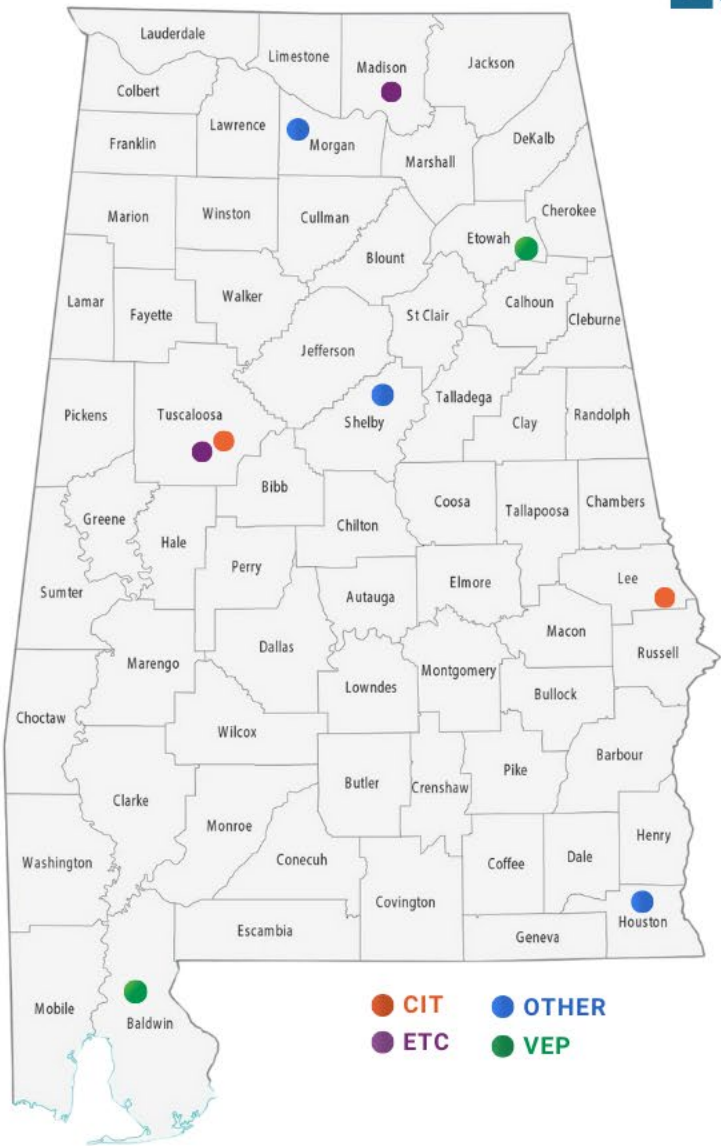 Lauderdale
Limestone
Madison
Jackson
Colbert
Lawrence
Franklin
Morgan
DeKalb
Marshall
Marion
Winston
Cullman
Cherokee
Etowah
Blount
Lamar
Fayette
Walker
St Clair
Calhoun
Cleburne
Jefferson
Pickens
Tuscaloosa
Shelby
Talladega
Clay
Randolph
Bibb
Greene
Hale
Chilton
Coosa
Tallapoosa
Chambers
Sumter
Perry
Autauga
Elmore
Lee
Marengo
Dallas
Macon
Russell
Choctaw
Lowndes
Montgomery
Bullock
Wilcox
Clarke
Butler
Crenshaw
Pike
Barbour
Washington
Monroe
Conecuh
Coffee
Dale
Henry
Covington
Escambia
Geneva
Houston
Mobile
Baldwin
CIT
OTHER
ETC
VEP